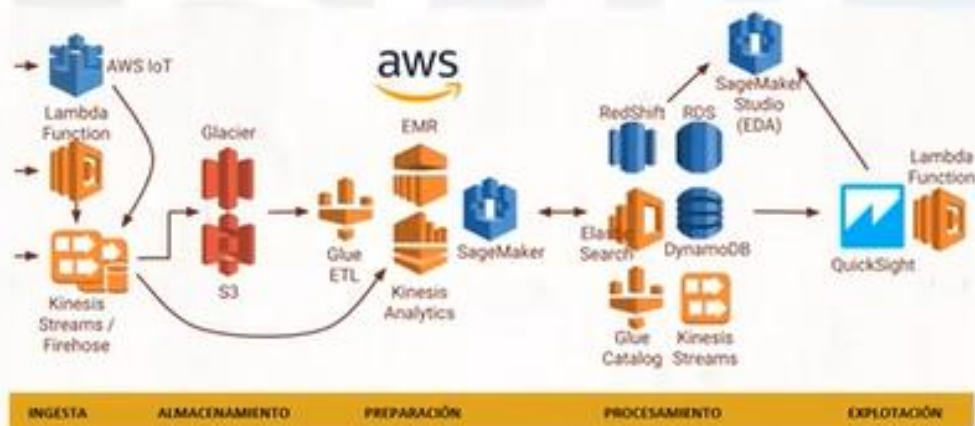 AWS IoT
Lambda
Function
Kinesis
Streams /
Firehose
Glacier
S3
aws
EMR
Glue
ETL
Kinesis
Analytics
SageMaker
RedShift
RDS
Elastic
Search
DynamoDB
Glue
Catalog
Kinesis
Streams
SageMaker
Studio
(EDA)
QuickSight
Lambda
Function
INGESTA
ALMACENAMIENTO
PREPARACIÓN
PROCESAMIENTO
EXPLOTACIÓN